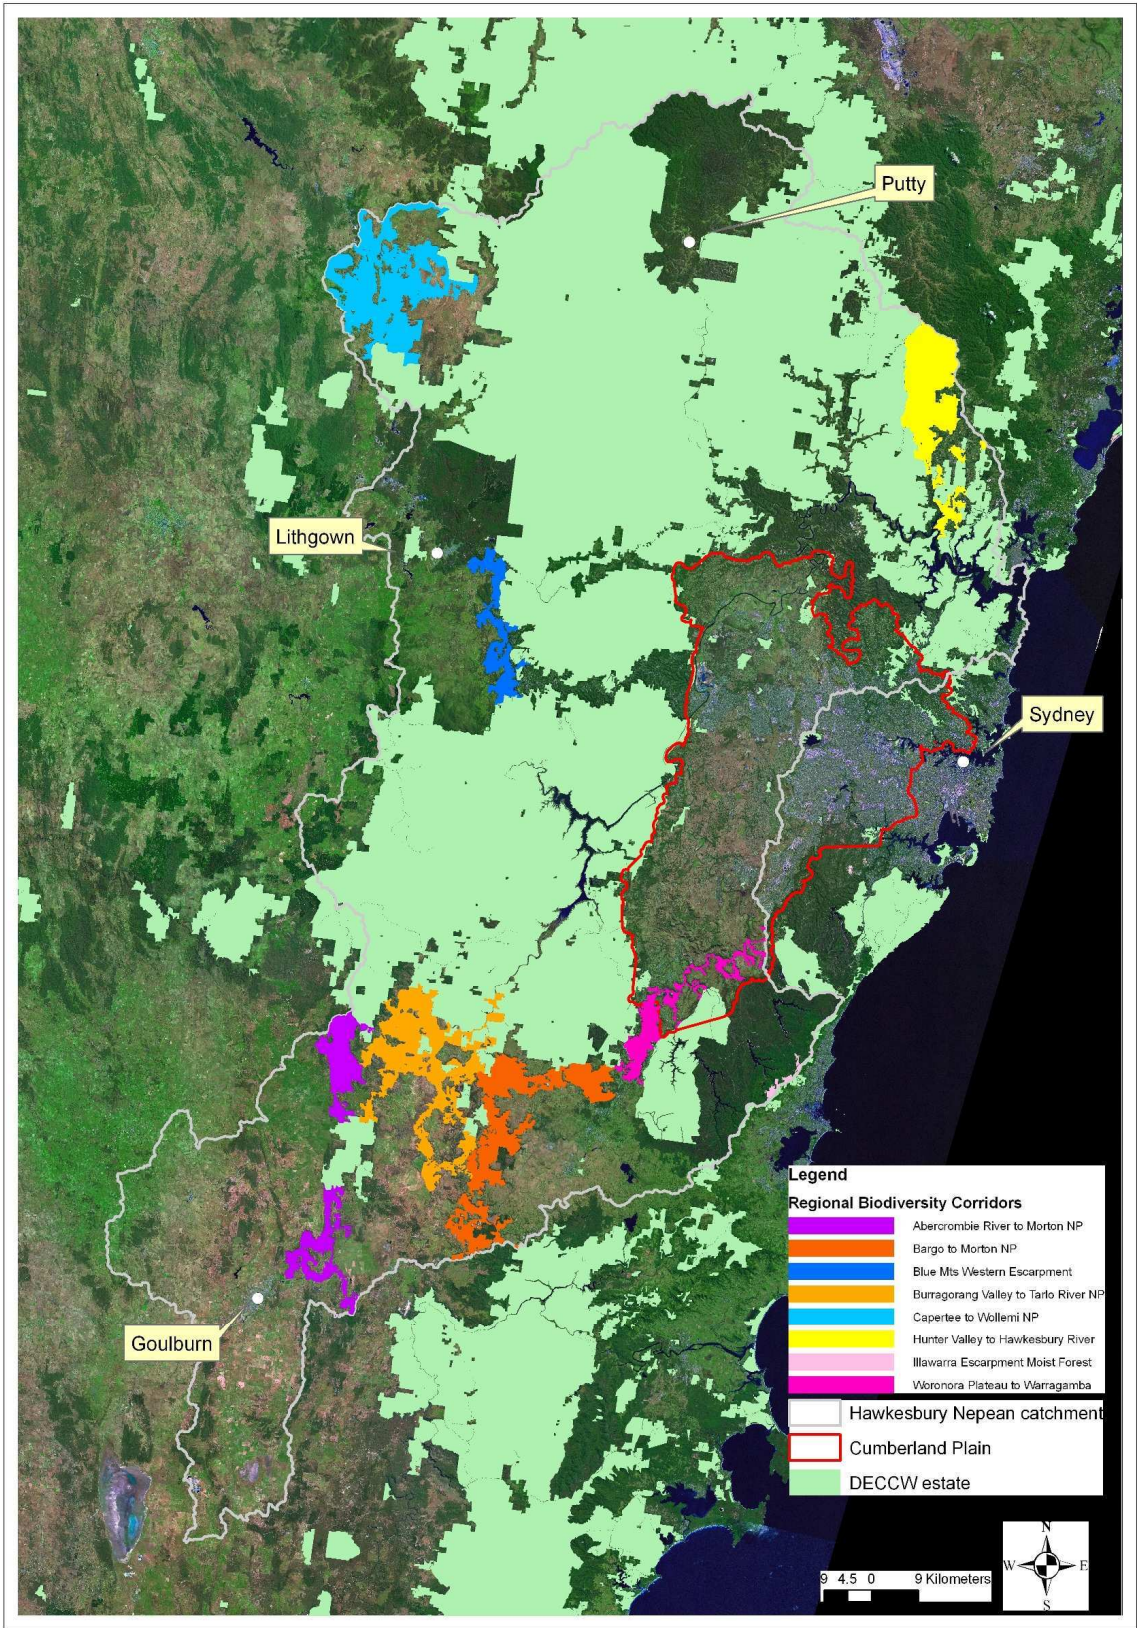 Putty
Lithgown
Sydney
Goulburn
Legend
Regional Biodiversity Corridors
Abercrombie River to Morton NP
Bargo to Morton NP
Blue Mts Western Escarpment
Burragorang Valley to Tarlo River NP
Capertee to Wollemi NP
Hunter Valley to Hawkesbury River
Illawarra Escarpment Moist Forest
Woronora Plateau to Warragamba
Hawkesbury Nepean catchment
Cumberland Plain
DECCW estate
N
W E
S
9 4.5 0 9 Kilometers